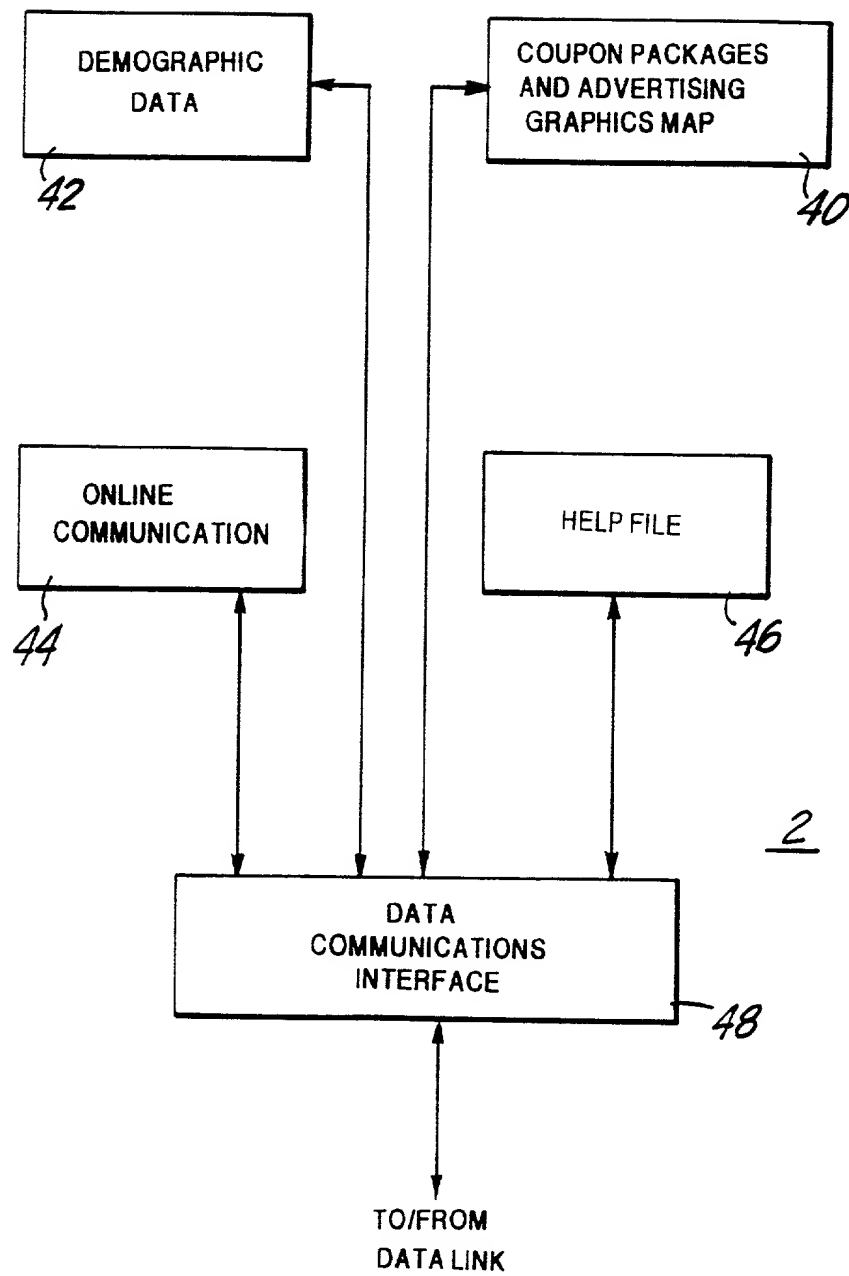 DEMOGRAPHIC
DATA
42
COUPON PACKAGES
AND ADVERTISING
GRAPHICS MAP
40
ONLINE
COMMUNICATION
44
HELP FILE
46
2
DATA
COMMUNICATIONS
INTERFACE
48
TO/FROM
DATA LINK